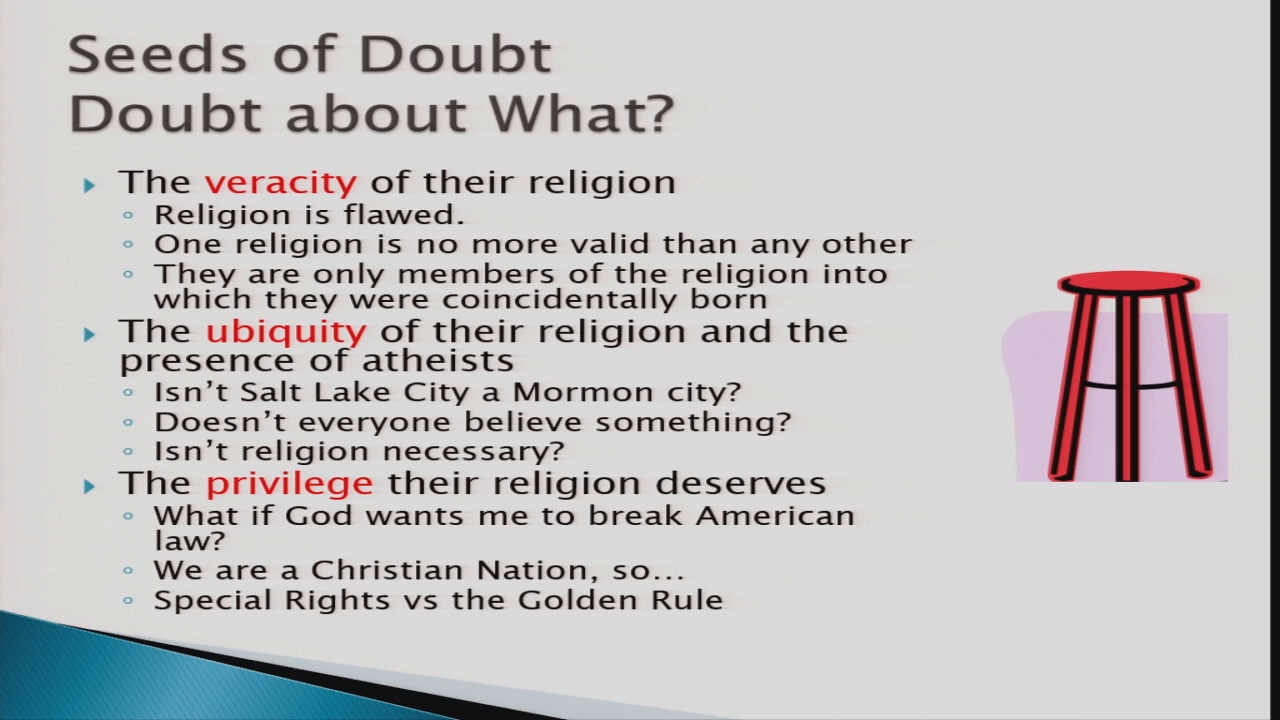 Seeds of Doubt
Doubt about What?
The veracity of their religion
Religion is flawed.
One religion is no more valid than any other
They are only members of the religion into
which they were coincidentally born
The ubiquity of their religion and the
presence of atheists
Isn't Salt Lake City a Mormon city?
Doesn't everyone believe something?
Isn't religion necessary?
The privilege their religion deserves
What if God wants me to break American
law?
We are a Christian Nation, so...
Special Rights vs the Golden Rule